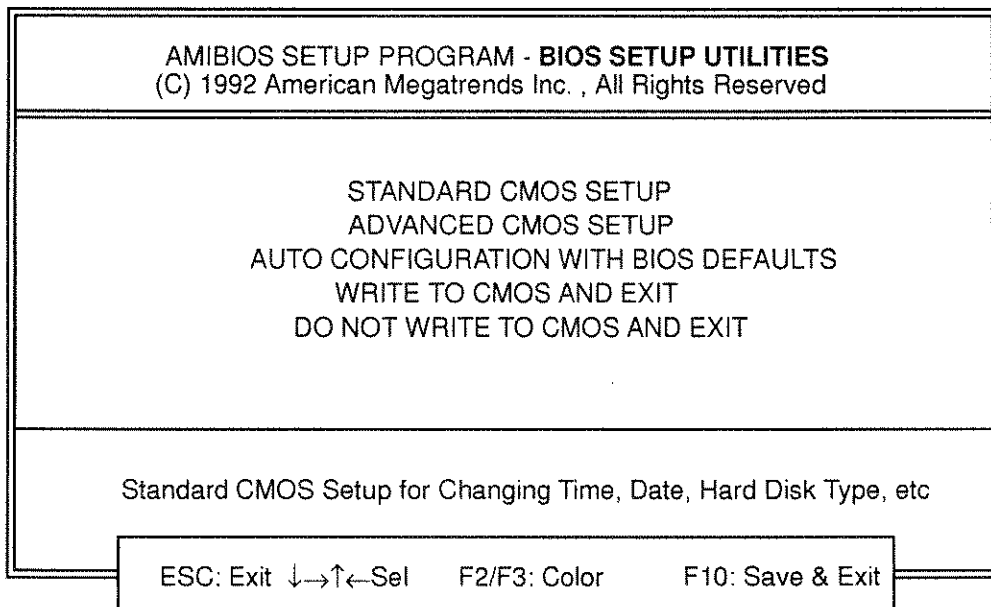 AMIBIOS SETUP PROGRAM - BIOS SETUP UTILITIES
(C) 1992 American Megatrends Inc. , All Rights Reserved
STANDARD CMOS SETUP
ADVANCED CMOS SETUP
AUTO CONFIGURATION WITH BIOS DEFAULTS
WRITE TO CMOS AND EXIT
DO NOT WRITE TO CMOS AND EXIT
Standard CMOS Setup for Changing Time, Date, Hard Disk Type, etc
ESC: Exit ↓→↑←Sel F2/F3: Color F10: Save & Exit